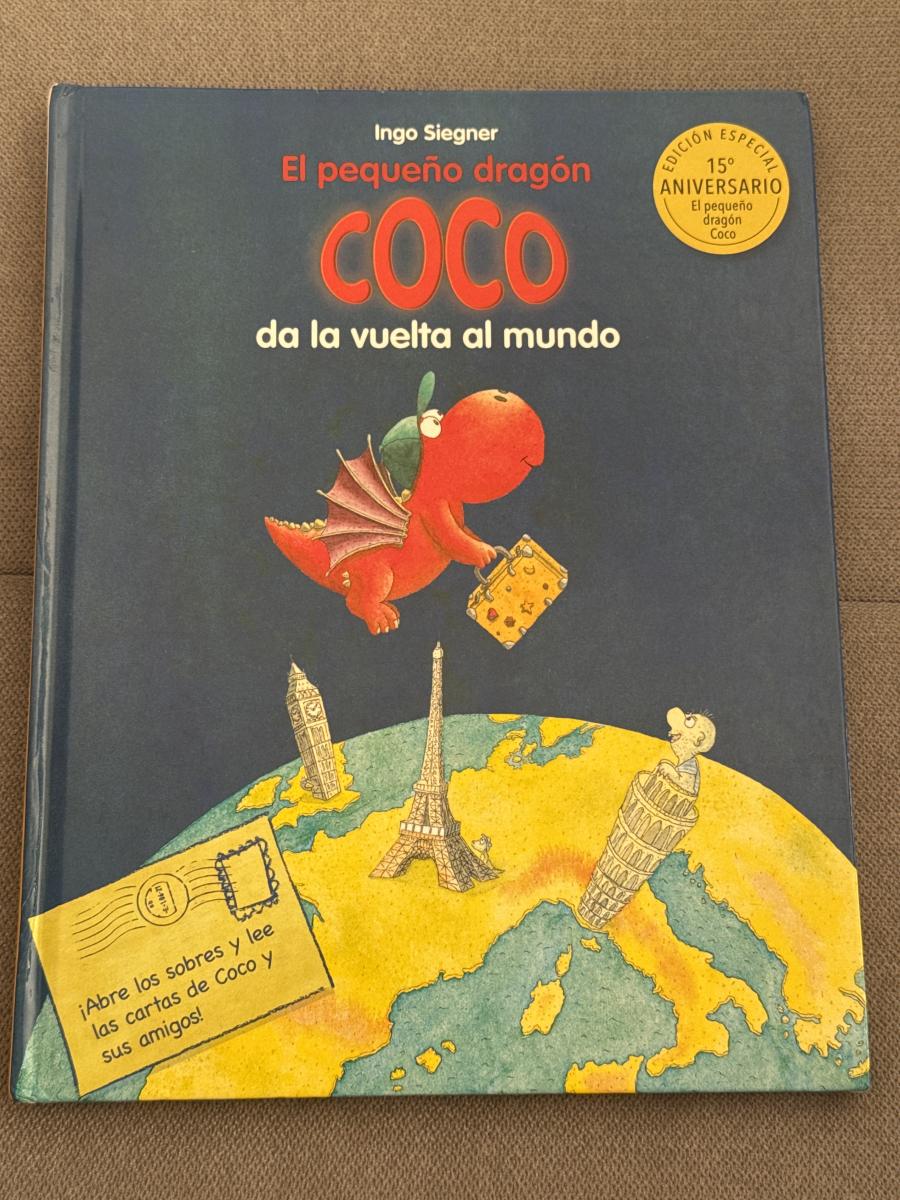 Ingo Siegner
El pequeño dragón
COCO
da la vuelta al mundo
EDICIÓN ESPECIAL
15º
ANIVERSARIO
El pequeño
dragón
Coco
¡Abre los sobres y lee
las cartas de Coco y
sus amigos!